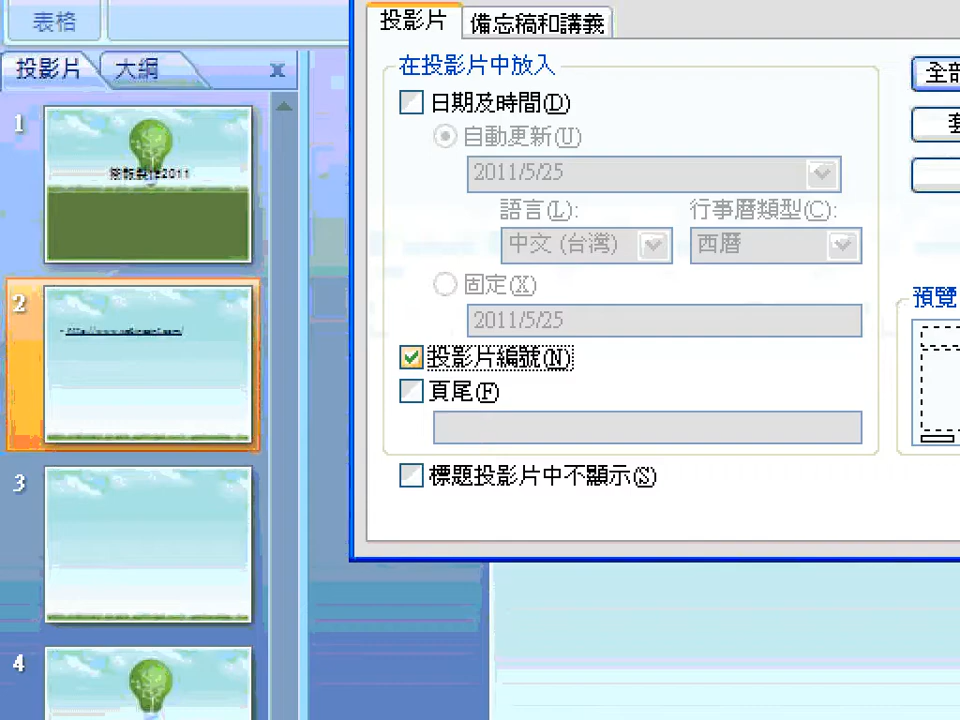 表格
投影片 備忘稿和講義
投影片 大綱 x
在投影片中放入
全部
日期及時間(D)
1
自動更新(U)
套
2011/5/25
語言(L): 行事曆類型(C):
中文 (台灣) 西曆
2
固定(X)
預覽
2011/5/25
投影片編號(N)
頁尾(F)
標題投影片中不顯示(S)
3
4